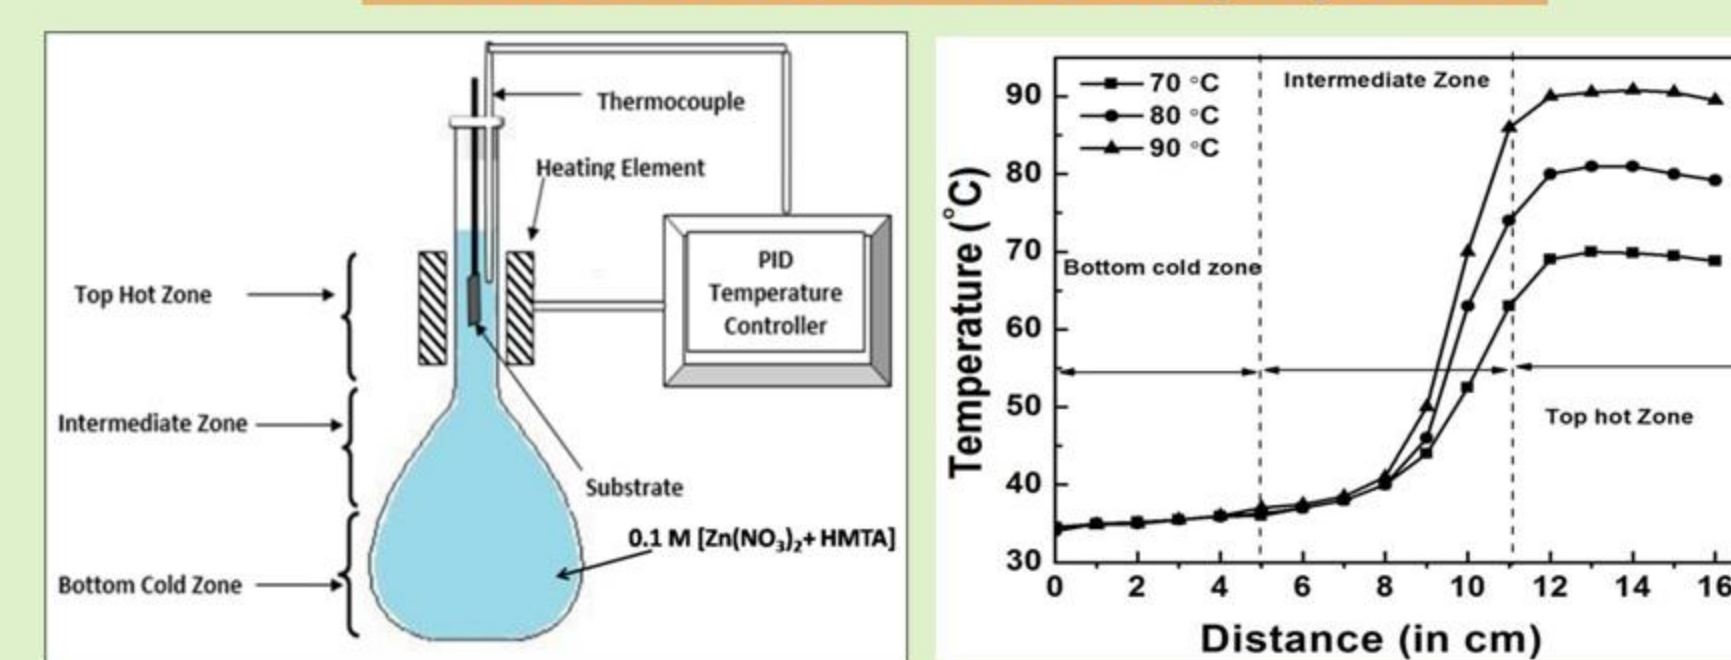 Thermocouple
Heating Element
PID
Temperature
Controller
Top Hot Zone
Intermediate Zone
Substrate
0.1 M [Zn(NO3)2+ HMTA]
Bottom Cold Zone
70 °C
80 °C
90 °C
Intermediate Zone
Bottom cold zone
Top hot Zone
Temperature (°C)
90
80
70
60
50
40
30
0 2 4 6 8 10 12 14 16
Distance (in cm)